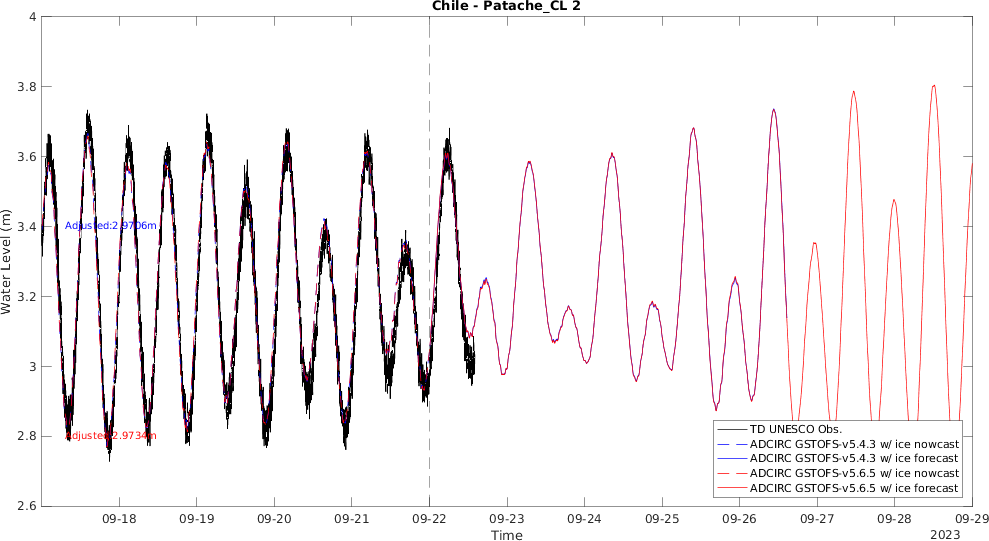 Chile - Patache_CL 2
4
3.8
3.6
3.4
3.2
3
2.8
2.6
Water Level (m)
Adjusted:2.9706m
Adjusted:2.9734m
TD UNESCO Obs.
ADCIRC GSTOFS-v5.4.3 w/ ice nowcast
ADCIRC GSTOFS-v5.4.3 w/ ice forecast
ADCIRC GSTOFS-v5.6.5 w/ ice nowcast
ADCIRC GSTOFS-v5.6.5 w/ ice forecast
09-18 09-19 09-20 09-21 09-22 09-23 09-24 09-25 09-26 09-27 09-28 09-29
Time
2023